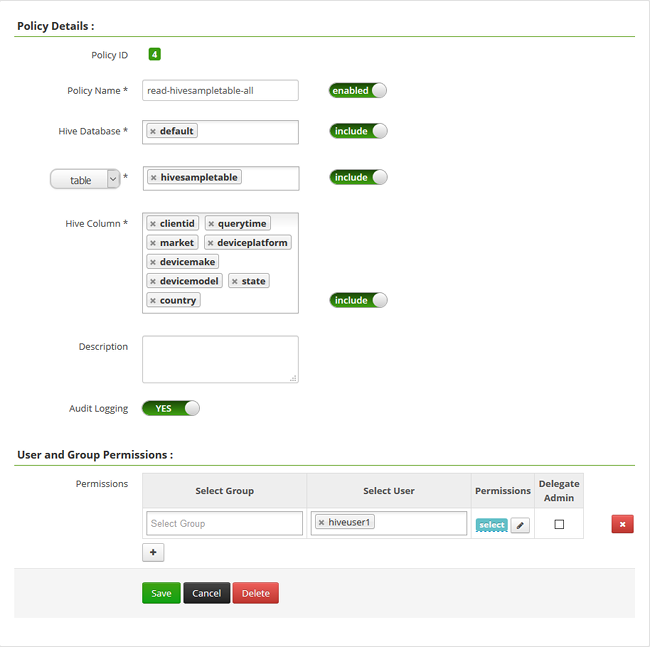 Policy Details :
Policy ID 4
Policy Name * read-hivesampletable-all enabled
Hive Database * × default include
table * × hivesampletable include
Hive Column * × clientid × querytime
× market × deviceplatform
× devicemake
× devicemodel × state
× country include
Description
Audit Logging YES
User and Group Permissions :
Permissions Select Group Select User Permissions Delegate
Admin
Select Group × hiveuser1 select
+
Save Cancel Delete